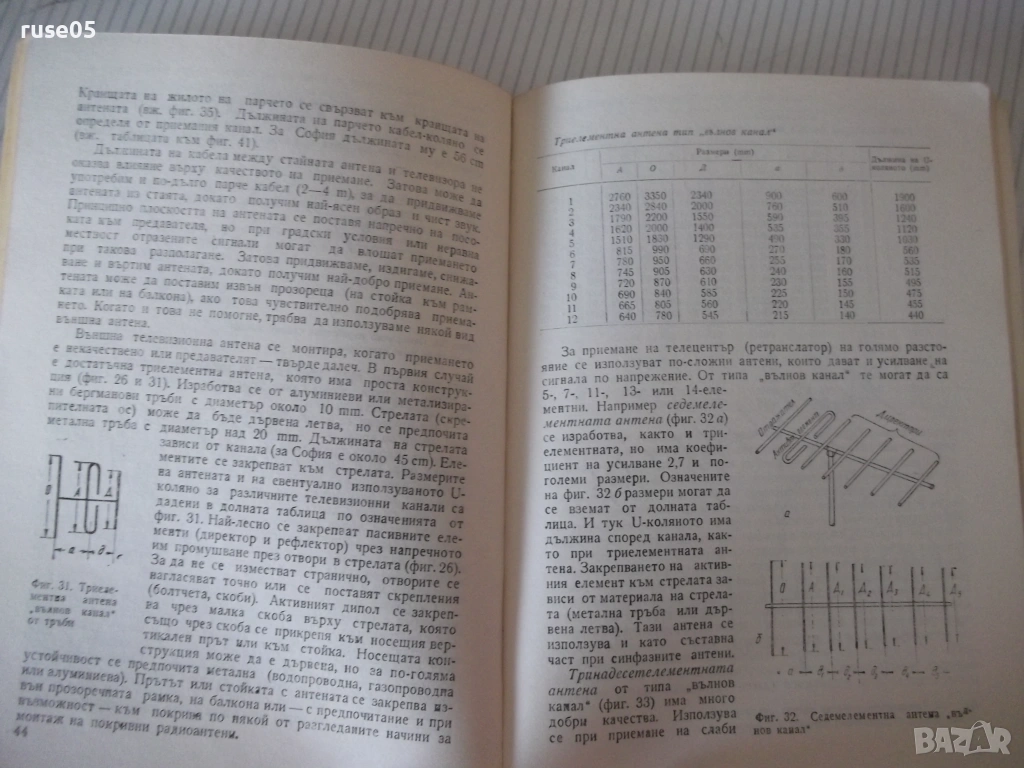 ruse05
Краищата на жилото на парчето се свързват към краищата на
антената (вж. фиг. 35). Дължината на парчето кабел-коляно се
определя от приемания канал. За София дължината му е 56 cm
(вж. таблицата към фиг. 41).
Дължината на кабела между стайната антена и телевизора не
оказва влияние върху качеството на приемане. Затова може да
употребим и по-дълго парче кабел (2—4 m), за да придвижваме
антената из стаята, докато получим най-ясен образ и чист звук.
Принципно плоскостта на антената се поставя напречно на посо-
ката към предавателя, но при градски условия или неравна
местност отразените сигнали могат да влошат приемането
при такова разполагане. Затова придвижваме, издигаме, снижа-
ваме и въртим антената, докато получим най-добро приемане. Ан-
тената може да поставим извън прозореца (на стойка към рам-
ката или на балкона), ако това чувствително подобрява приема-
нето. Когато и това не помогне, трябва да използуваме някой вид
външна антена.
Външна телевизионна антена се монтира, когато приемането
е некачествено или предавателят — твърде далеч. В първия случай
е достатъчна триелементна антена, която има проста конструк-
ция (фиг. 26 и 31). Изработва се от алуминиеви или метализира-
ни бергманови тръби с диаметър около 10 mm. Стрелата (скре-
пителната ос) може да бъде дървена летва, но се предпочита
метална тръба с диаметър над 20 mm. Дължината на стрелата
зависи от канала (за София е около 45 cm). Еле-
ментите се закрепват към стрелата. Размерите
на антената и на евентуално използуваното U-
коляно за различните телевизионни канали са
дадени в долната таблица по означенията от
фиг. 31. Най-лесно се закрепват пасивните еле-
менти (директор и рефлектор) чрез напречното
им промушване през отвори в стрелата (фиг. 26).
За да не се изместват странично, отворите се
нагласяват точно или се поставят скрепления
(болтчета, скоби). Активният дипол се закреп-
ва чрез малка скоба върху стрелата, която
също чрез скоба се прикрепя към носещия вер-
тикален прът или към стойка. Носещата кон-
струкция може да е дървена, но за по-голяма
устойчивост се предпочита метална (водопроводна, газопроводна
или алуминиева). Прътът или стойката с антената се закрепва из-
вън прозоречната рамка, на балкона или — с предпочитание и при
възможност — към покрива по някой от разгледаните начини за
монтаж на покривни радиоантени.
О
а д
Фиг. 31. Триеле-
ментна антена
„вълнов канал“
от тръби
44
Триелементна антена тип „вълнов канал“
Канал Размери (mm) Дължина на U-
коляното (mm)
А О Д а
1 2760 3350 2340 900 600 1900
2 2340 2840 2000 760 510 1600
3 1790 2200 1550 590 395 1240
4 1620 2000 1400 535 355 1120
5 1510 1830 1290 490 330 1030
6 815 990 690 270 180 560
7 780 950 660 255 170 535
8 745 905 630 240 160 515
9 720 870 610 230 155 495
10 690 840 585 225 150 475
11 665 805 560 220 145 455
12 640 780 545 215 140 440
За приемане на телецентър (ретранслатор) на голямо разсто-
яние се използуват по-сложни антени, които дават и усилване на
сигнала по напрежение. От типа „вълнов канал“ те могат да са
5-, 7-, 11-, 13- или 14-еле-
ментни. Например седемеле-
ментната антена (фиг. 32 а)
се изработва, както и три-
елементната, но има коефи-
циент на усилване 2,7 и по-
големи размери. Означените
на фиг. 32 б размери могат да
се вземат от долната таб-
лица. И тук U-коляното има
дължина според канала, как-
то при триелементната ан-
тена. Закрепването на актив-
ния елемент към стрелата за-
виси от материала на стрела-
та (метална тръба или дър-
вена летва). Тази антена се
използува и като съставна
част при синфазните антени.
Тринадесетелементната
антена от типа „вълнов
канал“ (фиг. 33) има много
добри качества. Използува
се при приемане на слаби
Директори
а
О А Д1 Д2 Д3 Д4 Д5
Фиг. 32. Седемелементна антена „въл-
нов канал“
BAZAR